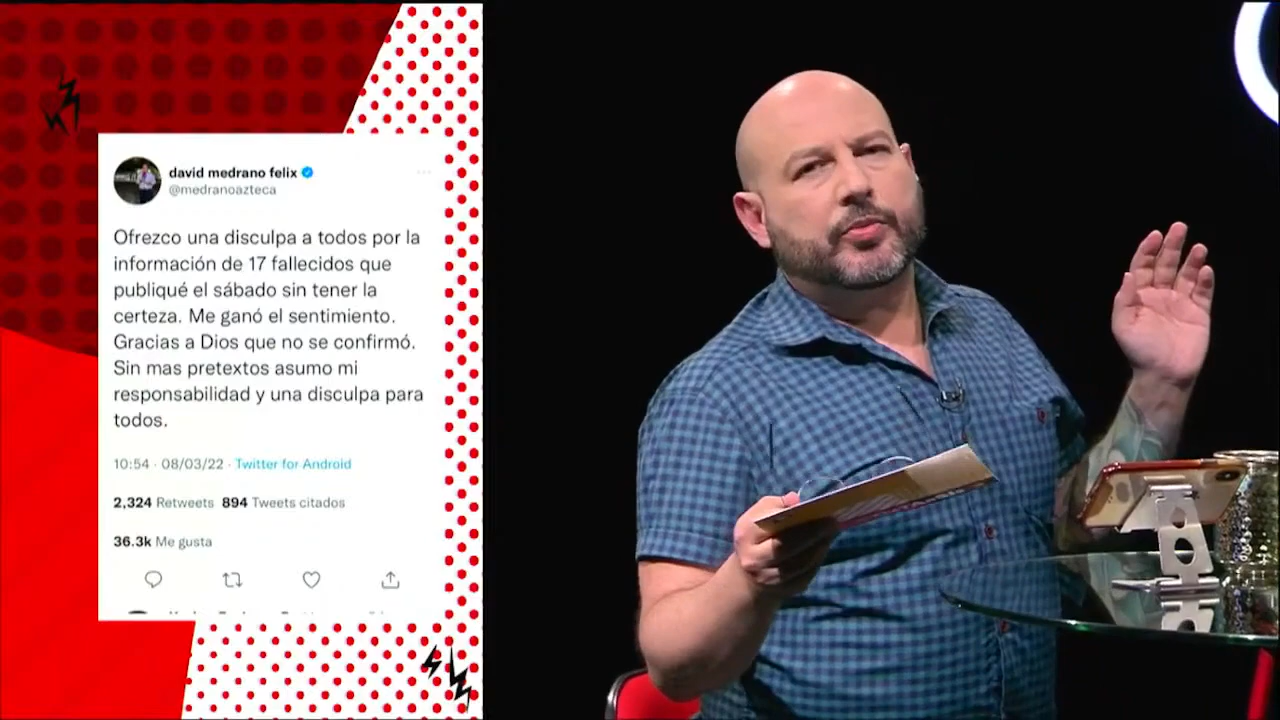 david medrano felix
@medranoazteca
Ofrezco una disculpa a todos por la
información de 17 fallecidos que
publiqué el sábado sin tener la
certeza. Me ganó el sentimiento.
Gracias a Dios que no se confirmó.
Sin mas pretextos asumo mi
responsabilidad y una disculpa para
todos.
10:54 · 08/03/22 · Twitter for Android
2,324 Retweets 894 Tweets citados
36.3k Me gusta